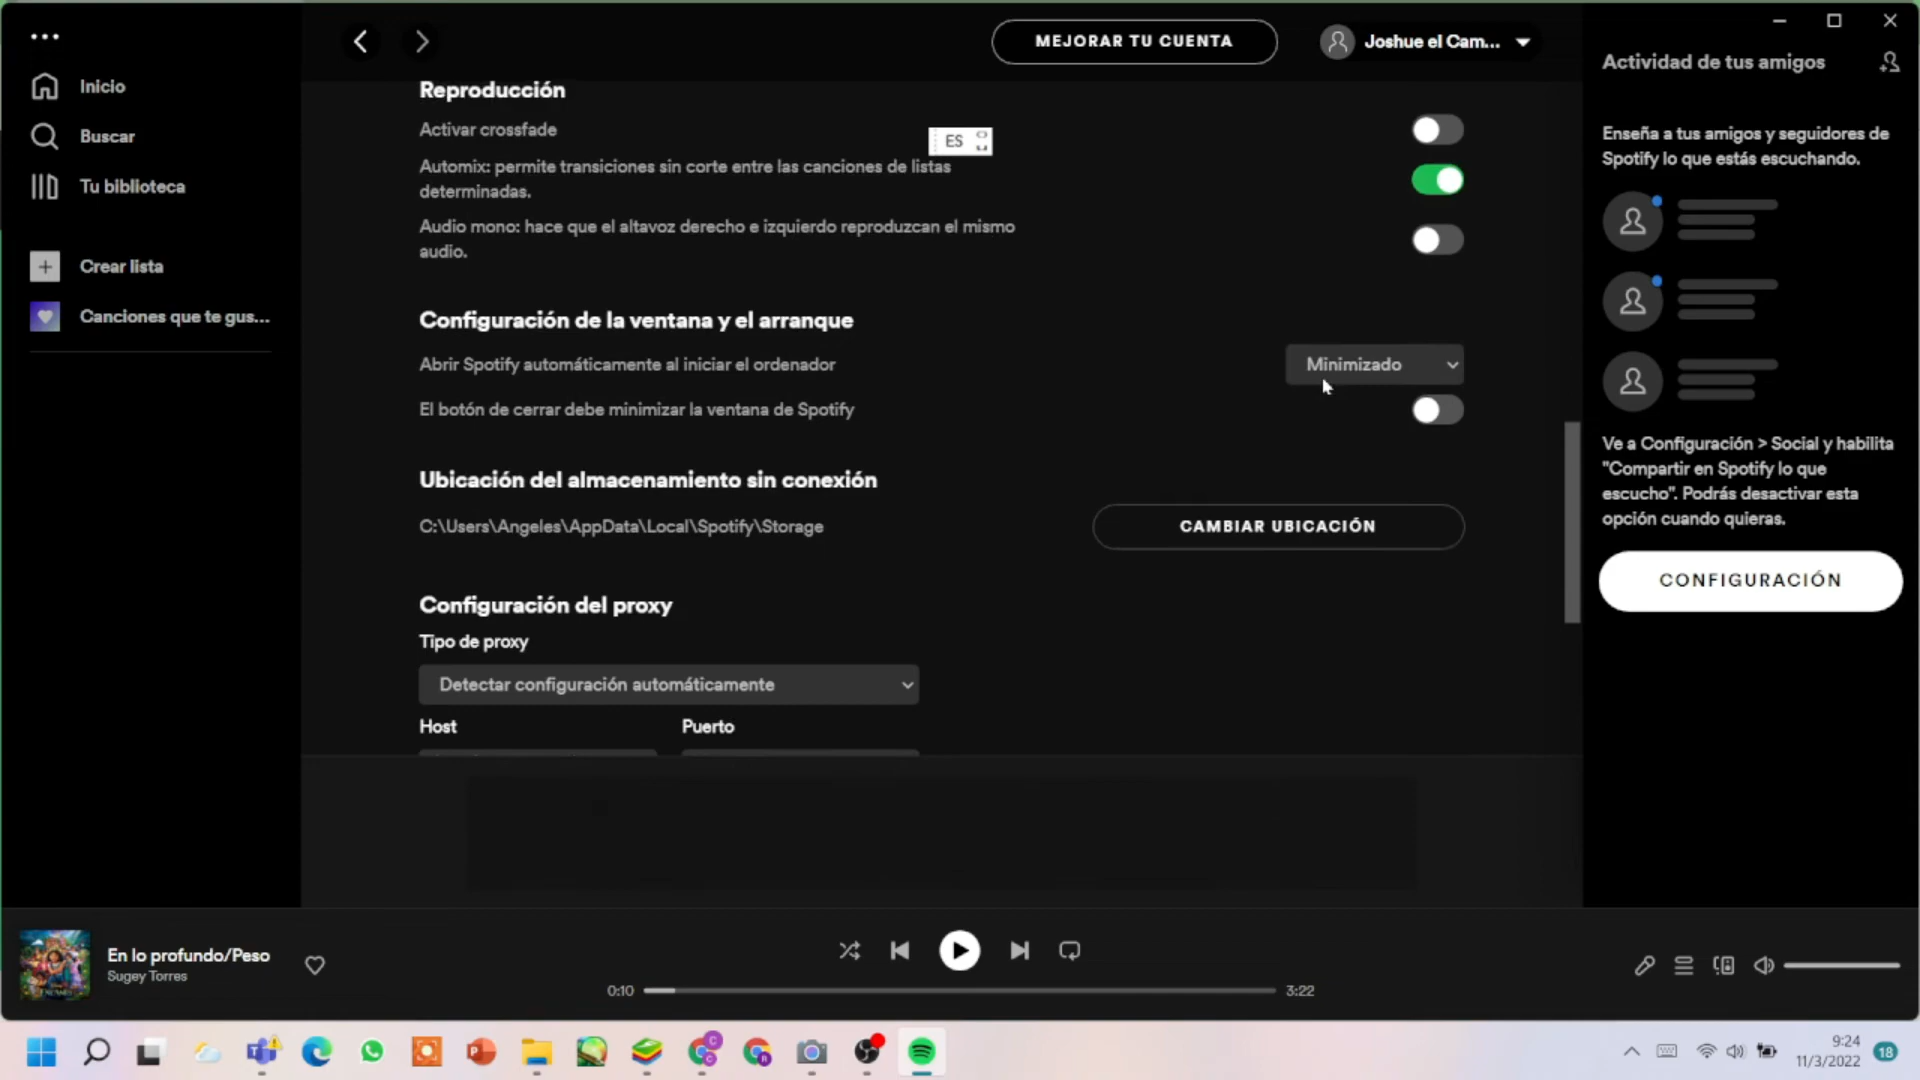 MEJORAR TU CUENTA
Joshue el Cam...
Inicio
Buscar
Tu biblioteca
Crear lista
Canciones que te gus...
Reproducción
Activar crossfade
ES
Automix: permite transiciones sin corte entre las canciones de listas
determinadas.
Audio mono: hace que el altavoz derecho e izquierdo reproduzcan el mismo
audio.
Configuración de la ventana y el arranque
Abrir Spotify automáticamente al iniciar el ordenador
Minimizado
El botón de cerrar debe minimizar la ventana de Spotify
Ubicación del almacenamiento sin conexión
C:\Users\Angeles\AppData\Local\Spotify\Storage
CAMBIAR UBICACIÓN
Configuración del proxy
Tipo de proxy
Detectar configuración automáticamente
Host Puerto
Actividad de tus amigos
Enseña a tus amigos y seguidores de
Spotify lo que estás escuchando.
Ve a Configuración > Social y habilita
"Compartir en Spotify lo que
escucho". Podrás desactivar esta
opción cuando quieras.
CONFIGURACIÓN
En lo profundo/Peso
Sugey Torres
0:10
3:22
9:24
11/3/2022
18